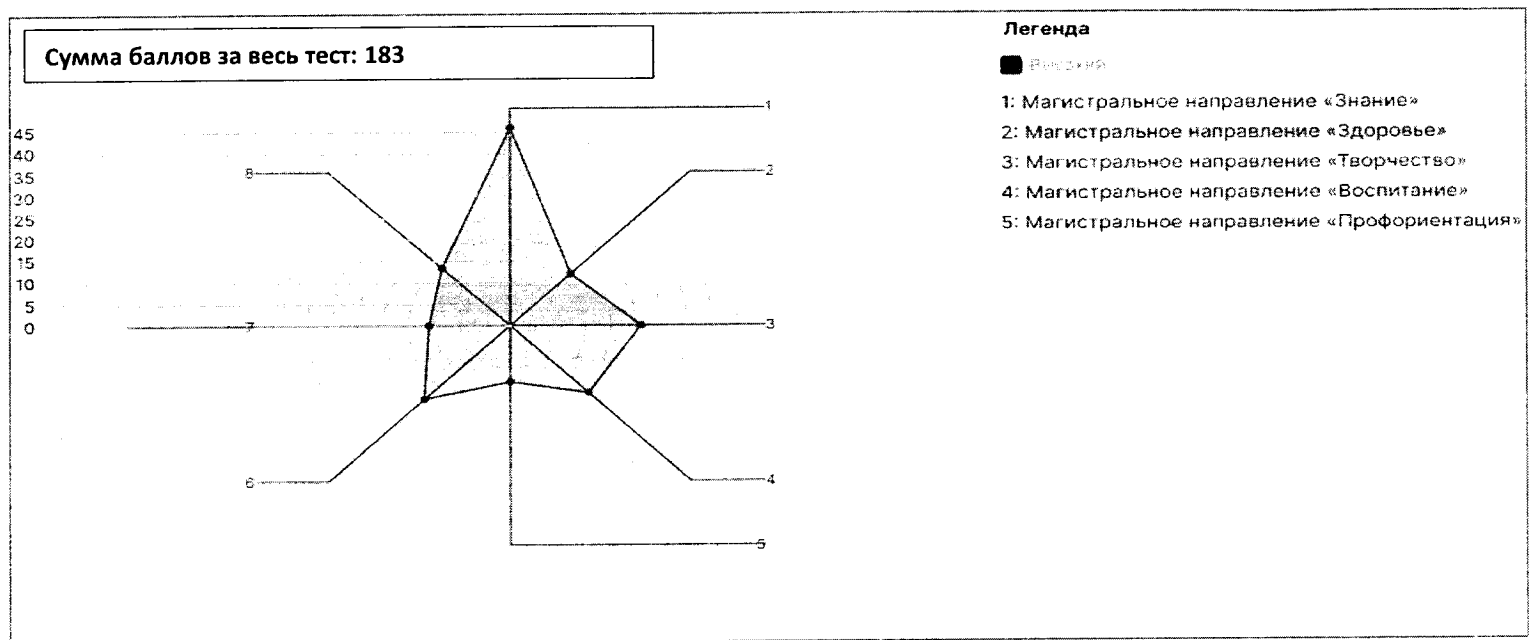 Сумма баллов за весь тест: 183
Легенда
Высокий
1: Магистральное направление «Знание»
2: Магистральное направление «Здоровье»
3: Магистральное направление «Творчество»
4: Магистральное направление «Воспитание»
5: Магистральное направление «Профориентация»
45
40
35
30
25
20
15
10
5
0
1
2
3
4
5
6
7
8